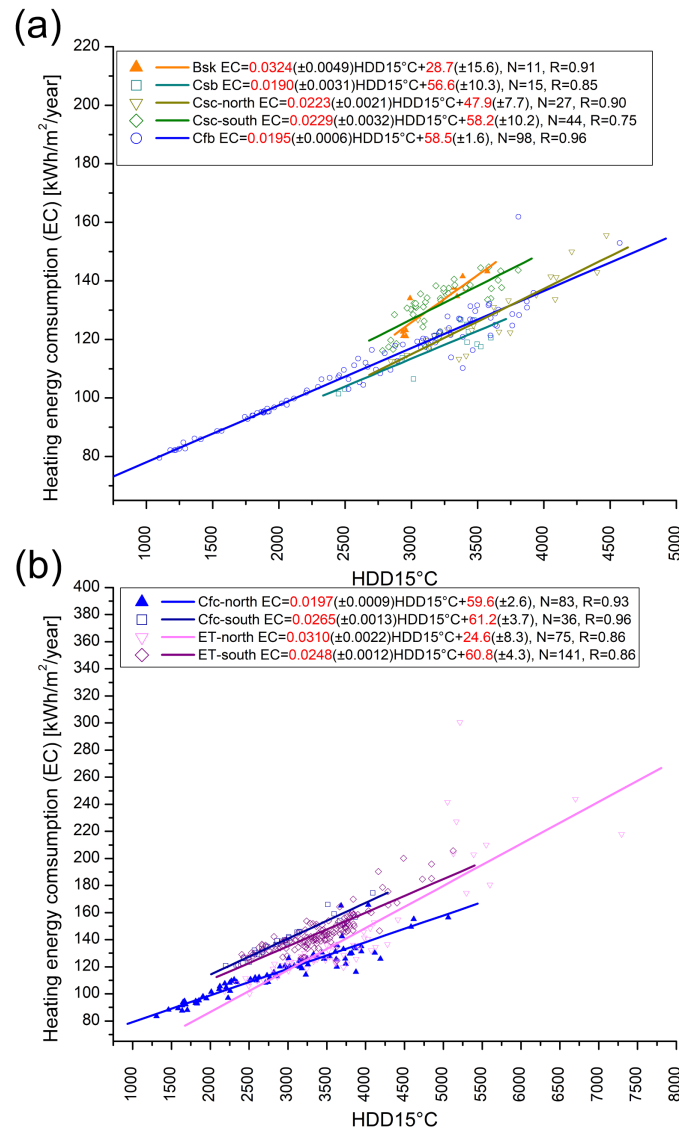 (a)
220
200
180
160
140
120
100
80
Heating energy comsumption (EC) [kWh/m²/year]
Bsk EC=0.0324(±0.0049)HDD15°C+28.7(±15.6), N=11, R=0.91
Csb EC=0.0190(±0.0031)HDD15°C+56.6(±10.3), N=15, R=0.85
Csc-north EC=0.0223(±0.0021)HDD15°C+47.9(±7.7), N=27, R=0.90
Csc-south EC=0.0229(±0.0032)HDD15°C+58.2(±10.2), N=44, R=0.75
Cfb EC=0.0195(±0.0006)HDD15°C+58.5(±1.6), N=98, R=0.96
1000 1500 2000 2500 3000 3500 4000 4500 5000
HDD15°C
(b)
400
380
360
340
320
300
280
260
240
220
200
180
160
140
120
100
80
Heating energy comsumption (EC) [kWh/m²/year]
Cfc-north EC=0.0197(±0.0009)HDD15°C+59.6(±2.6), N=83, R=0.93
Cfc-south EC=0.0265(±0.0013)HDD15°C+61.2(±3.7), N=36, R=0.96
ET-north EC=0.0310(±0.0022)HDD15°C+24.6(±8.3), N=75, R=0.86
ET-south EC=0.0248(±0.0012)HDD15°C+60.8(±4.3), N=141, R=0.86
1000 1500 2000 2500 3000 3500 4000 4500 5000 5500 6000 6500 7000 7500 8000
HDD15°C